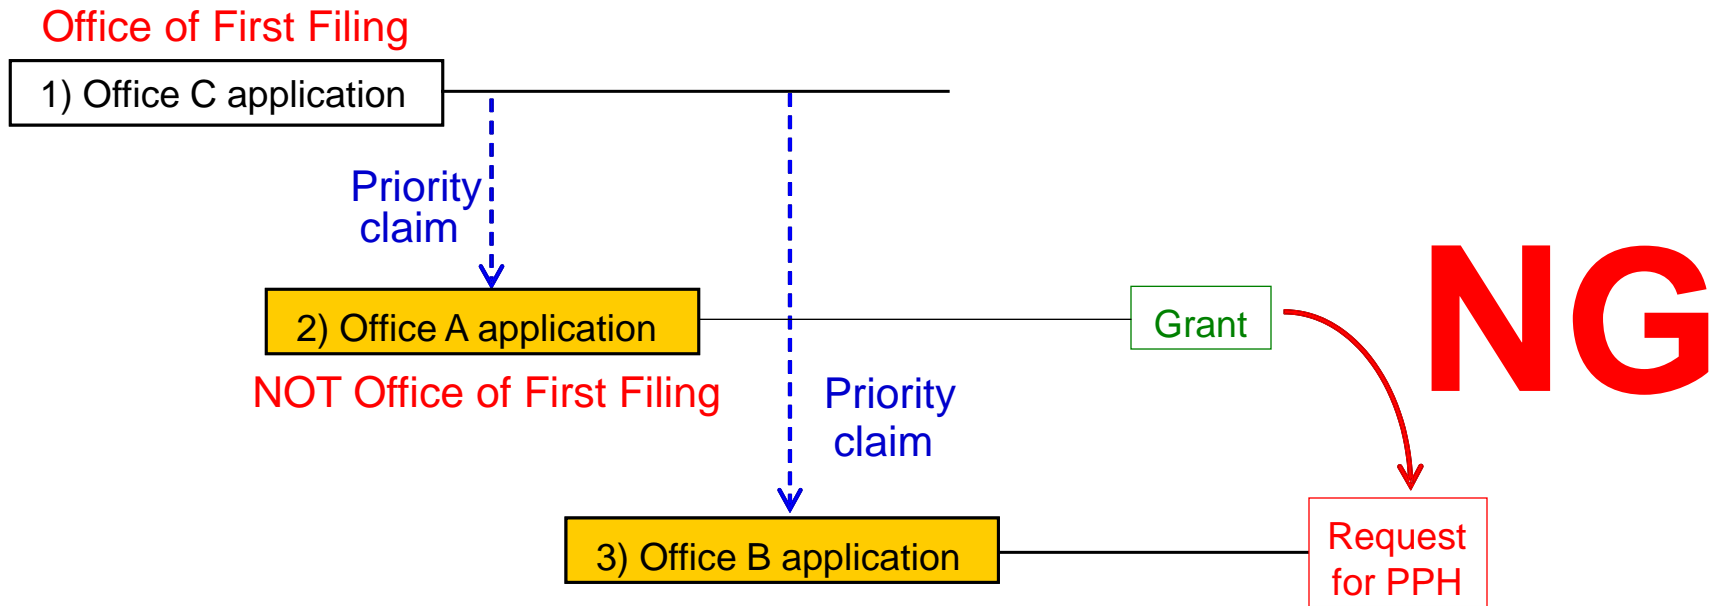 Office of First Filing
1) Office C application
Priority
claim
2) Office A application
Grant
NG
NOT Office of First Filing
Priority
claim
3) Office B application
Request
for PPH